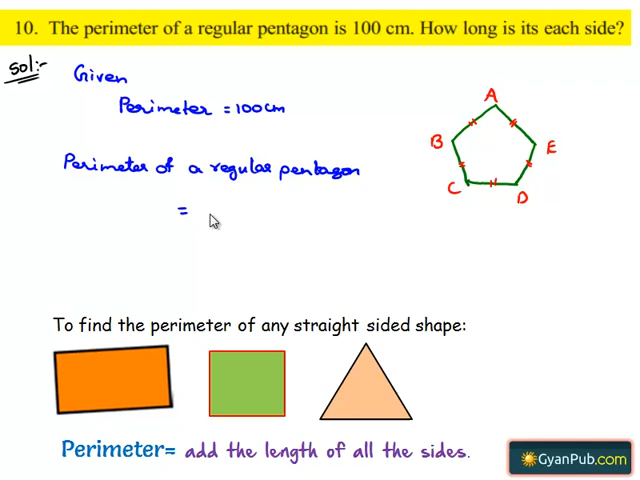 10. The perimeter of a regular pentagon is 100 cm. How long is its each side?
Sol:-
Given
Perimeter = 100cm
Perimeter of a regular pentagon
=
A
B
E
C
D
To find the perimeter of any straight sided shape:
Perimeter= add the length of all the sides.
GyanPub.com